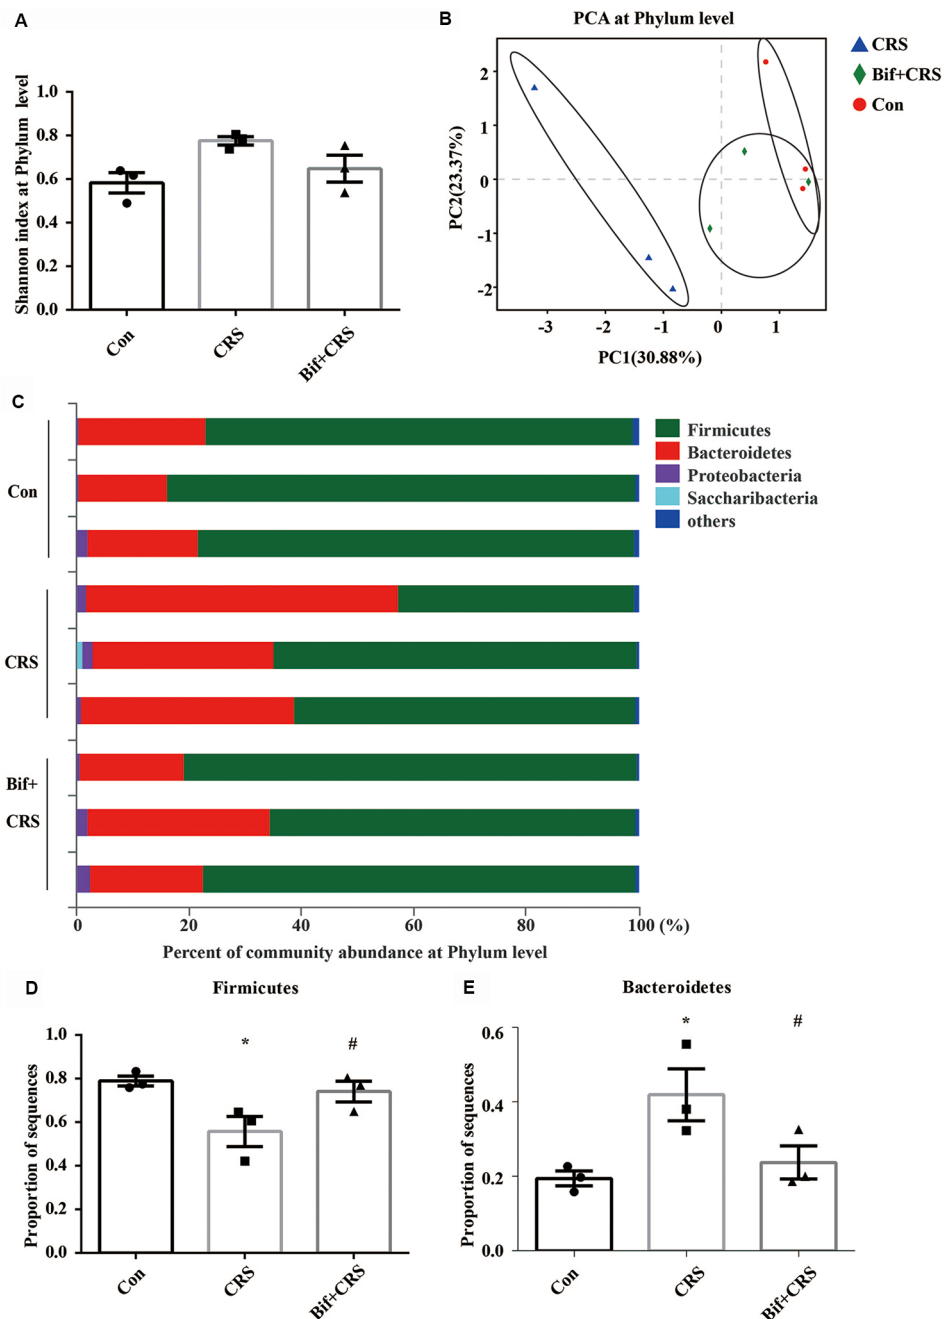 A
Shannon index at Phylum level
1.0
0.8
0.6
0.4
0.2
0.0
Con
CRS
Bif+CRS
B
PCA at Phylum level
PC2(23.37%)
2
1
0
-1
-2
-3
-2
-1
0
1
PC1(30.88%)
CRS
Bif+CRS
Con
C
Con
CRS
Bif+
CRS
Firmicutes
Bacteroidetes
Proteobacteria
Saccharibacteria
others
0 20 40 60 80 100 (%)
Percent of community abundance at Phylum level
D
Firmicutes
Proportion of sequences
1.0
0.8
0.6
0.4
0.2
0.0
*
#
Con
CRS
Bif+CRS
E
Bacteroidetes
Proportion of sequences
0.6
0.4
0.2
0.0
*
#
Con
CRS
Bif+CRS